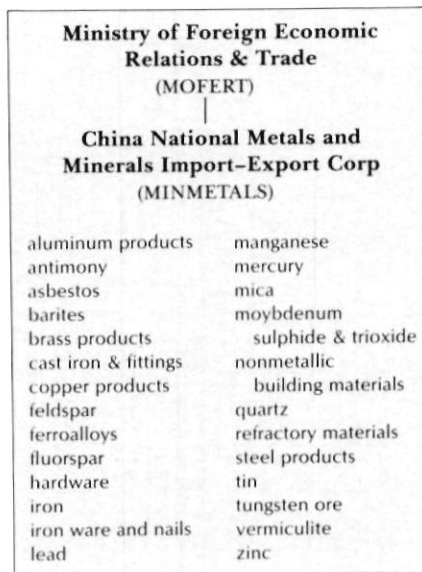 Ministry of Foreign Economic
Relations & Trade
(MOFERT)
China National Metals and
Minerals Import–Export Corp
(MINMETALS)
aluminum products
antimony
asbestos
barites
brass products
cast iron & fittings
copper products
feldspar
ferroalloys
fluorspar
hardware
iron
iron ware and nails
lead
manganese
mercury
mica
moybdenum
sulphide & trioxide
nonmetallic
building materials
quartz
refractory materials
steel products
tin
tungsten ore
vermiculite
zinc